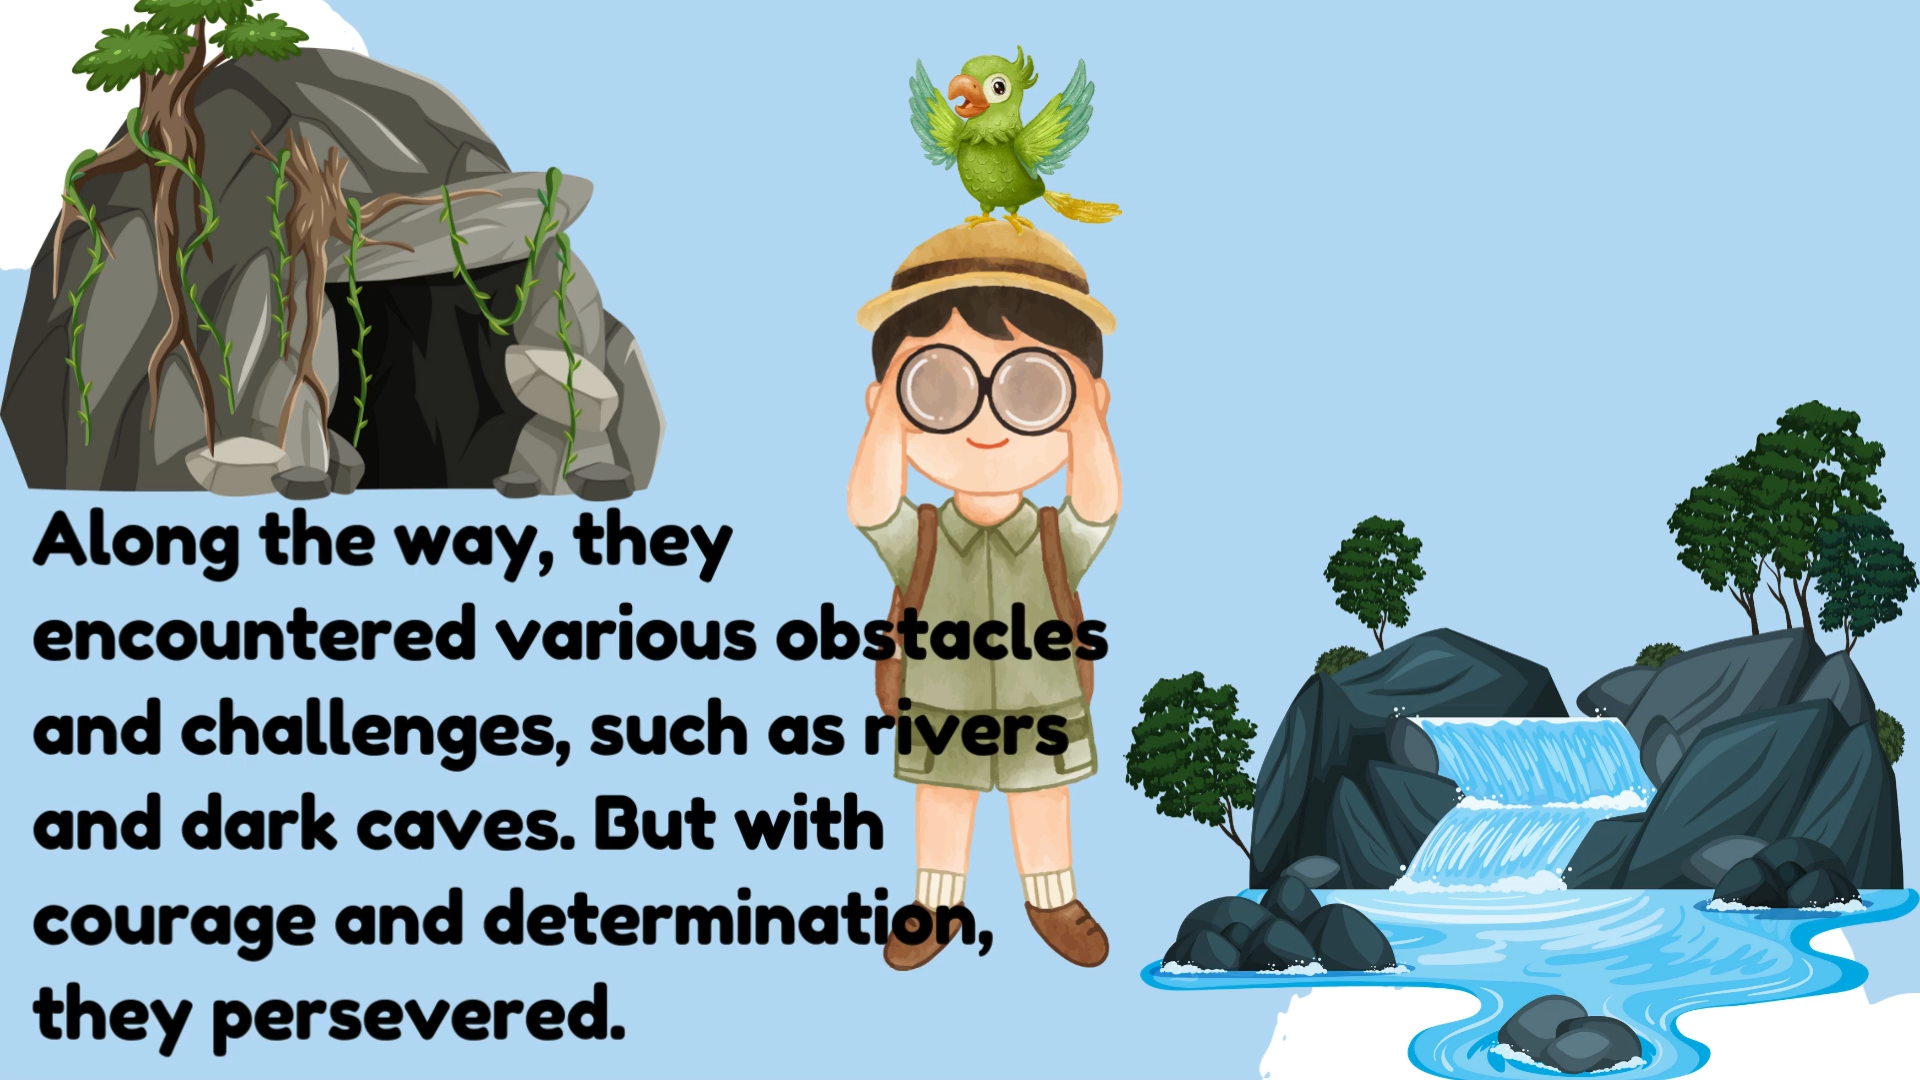 Along the way, they
encountered various obstacles
and challenges, such as rivers
and dark caves. But with
courage and determination,
they persevered.